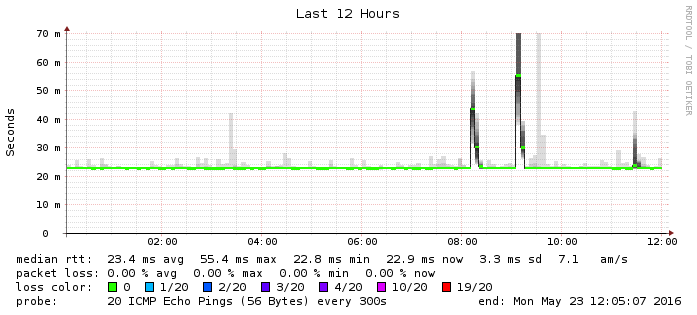 Last 12 Hours
RRDTOOL / TOBI OETIKER
Seconds
70 m
60 m
50 m
40 m
30 m
20 m
10 m
0
02:00 04:00 06:00 08:00 10:00 12:00
median rtt: 23.4 ms avg 55.4 ms max 22.8 ms min 22.9 ms now 3.3 ms sd 7.1 am/s
packet loss: 0.00 % avg 0.00 % max 0.00 % min 0.00 % now
loss color: 0 1/20 2/20 3/20 4/20 10/20 19/20
probe: 20 ICMP Echo Pings (56 Bytes) every 300s end: Mon May 23 12:05:07 2016